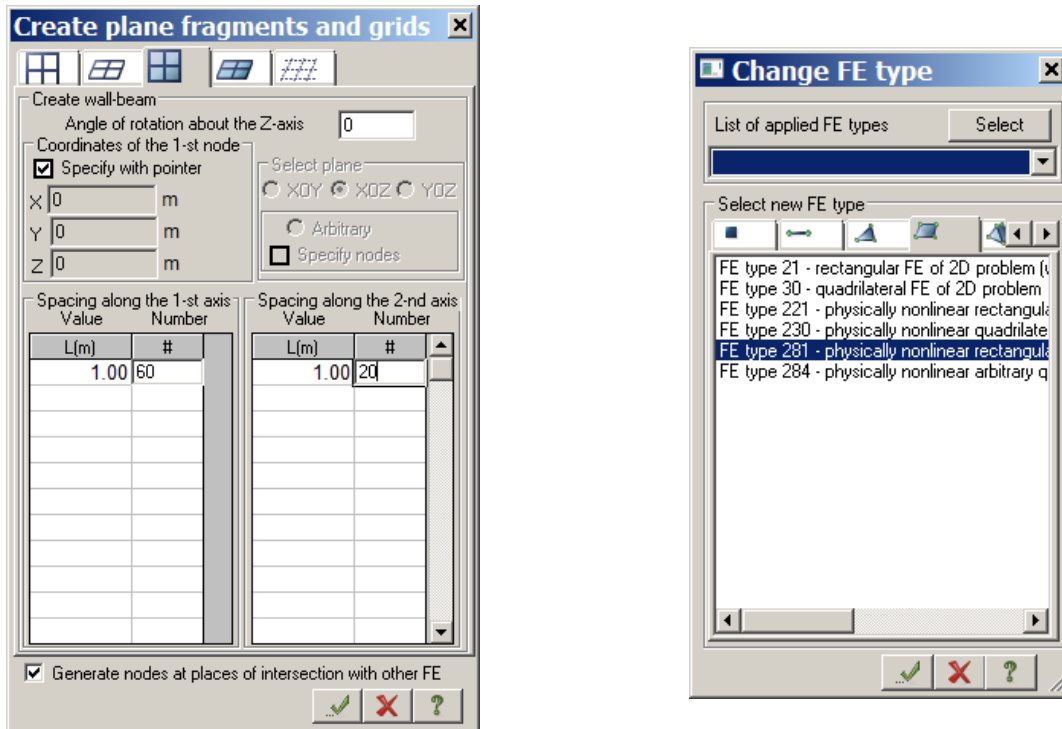 Create plane fragments and grids
Create wall-beam
Angle of rotation about the Z-axis 0
Coordinates of the 1-st node
Specify with pointer
X 0 m
Y 0 m
Z 0 m
Select plane
XOY XOZ YOZ
Arbitrary
Specify nodes
Spacing along the 1-st axis
Value Number
L(m) #
1.00 60
Spacing along the 2-nd axis
Value Number
L(m) #
1.00 20
Generate nodes at places of intersection with other FE
?
Change FE type
List of applied FE types Select
Select new FE type
FE type 21 - rectangular FE of 2D problem (
FE type 30 - quadrilateral FE of 2D problem
FE type 221 - physically nonlinear rectangula
FE type 230 - physically nonlinear quadrilate
FE type 281 - physically nonlinear rectangula
FE type 284 - physically nonlinear arbitrary q
?